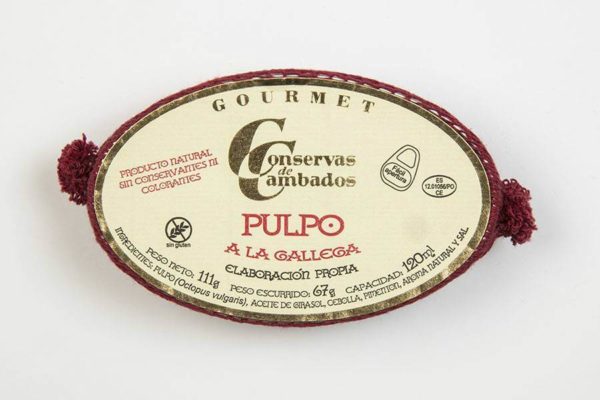 GOURMET
Conservas
de
Cambados
PRODUCTO NATURAL
SIN CONSERVANTES NI
COLORANTES
Fácil
apertura
ES
12.01086/PO
CE
PULPO
A LA GALLEGA
ELABORACIÓN PROPIA
sin gluten
PESO NETO: 111g PESO ESCURRIDO: 67g CAPACIDAD: 120ml
INGREDIENTES: PULPO (Octopus vulgaris), ACEITE DE GIRASOL, CEBOLLA, PIMENTÓN, AROMA NATURAL Y SAL